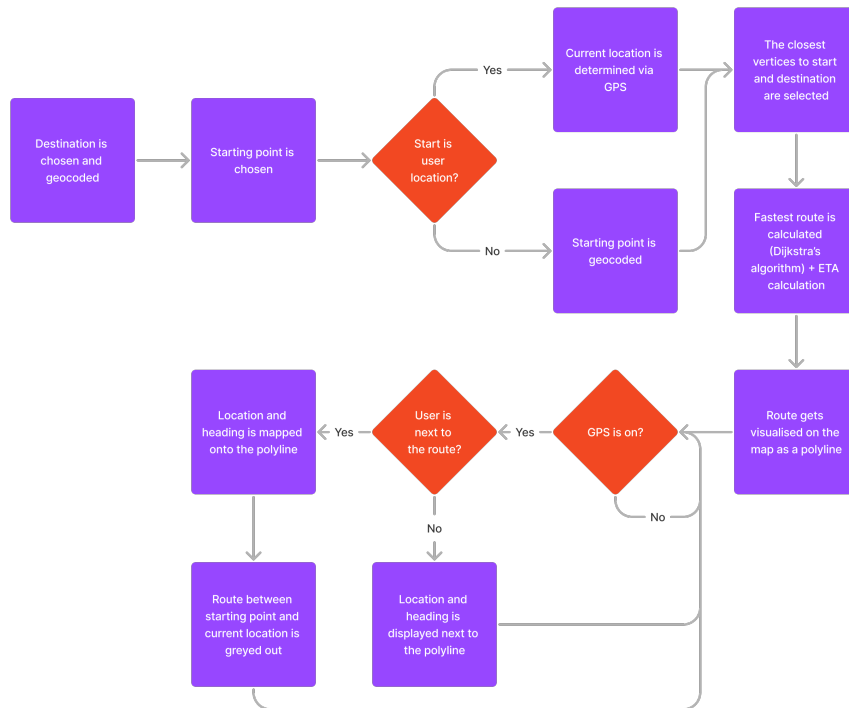 Destination is
chosen and
geocoded
Starting point is
chosen
Start is
user
location?
Yes
Current location is
determined via
GPS
No
Starting point is
geocoded
The closest
vertices to start
and destination
are selected
Fastest route is
calculated
(Dijkstra's
algorithm) + ETA
calculation
Route gets
visualised on the
map as a polyline
GPS is on?
No
Yes
User is
next to
the route?
Yes
Location and
heading is mapped
onto the polyline
No
Route between
starting point and
current location is
greyed out
Location and
heading is
displayed next to
the polyline